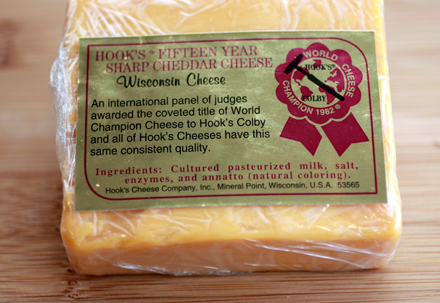 HOOK'S® FIFTEEN YEAR
SHARP CHEDDAR CHEESE
Wisconsin Cheese
An international panel of judges
awarded the coveted title of World
Champion Cheese to Hook's Colby
and all of Hook's Cheeses have this
same consistent quality.
WORLD CHEESE
HOOK'S®
COLBY
CHAMPION 1982
Ingredients: Cultured pasteurized milk, salt,
enzymes, and annatto (natural coloring).
Hook's Cheese Company, Inc., Mineral Point, Wisconsin, U.S.A. 53565